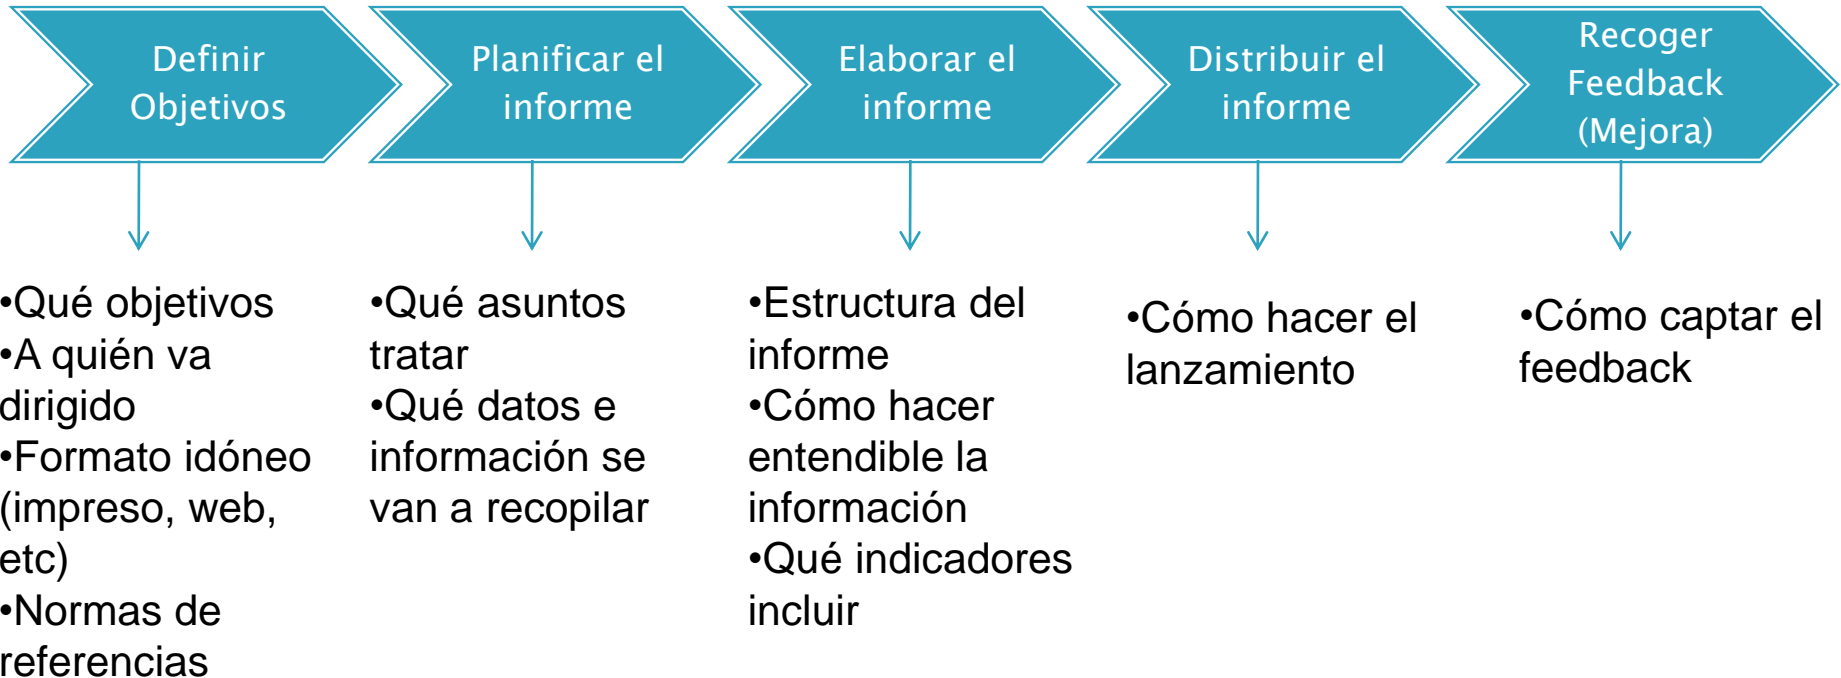 Definir
Objetivos
Planificar el
informe
Elaborar el
informe
Distribuir el
informe
Recoger
Feedback
(Mejora)
•Qué objetivos
•A quién va
dirigido
•Formato idóneo
(impreso, web,
etc)
•Normas de
referencias
•Qué asuntos
tratar
•Qué datos e
información se
van a recopilar
•Estructura del
informe
•Cómo hacer
entendible la
información
•Qué indicadores
incluir
•Cómo hacer el
lanzamiento
•Cómo captar el
feedback